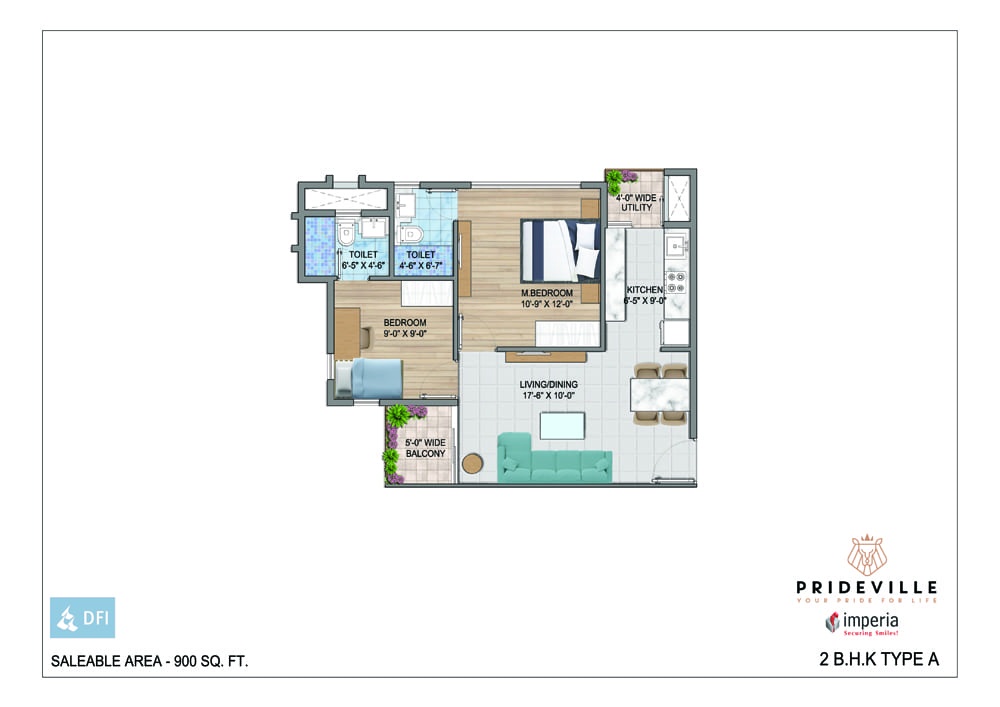 4'-0" WIDE
UTILITY
TOILET
6'-5" X 4'-6"
TOILET
4'-6" X 6'-7"
M.BEDROOM
10'-9" X 12'-0"
KITCHEN
6'-5" X 9'-0"
BEDROOM
9'-0" X 9'-0"
LIVING/DINING
17'-6" X 10'-0"
5'-0" WIDE
BALCONY
PRIDEVILLE
YOUR PRIDE FOR LIFE
imperia
Securing Smiles!
DFI
SALEABLE AREA - 900 SQ. FT.
2 B.H.K TYPE A